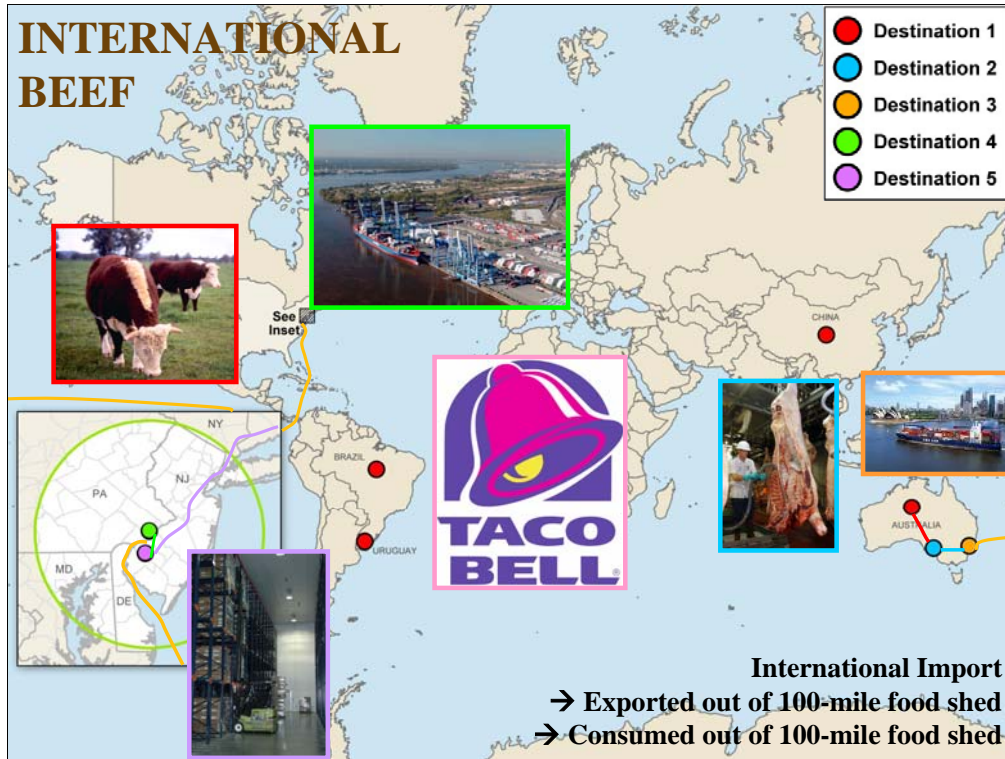 INTERNATIONAL
BEEF
Destination 1
Destination 2
Destination 3
Destination 4
Destination 5
See
Inset
CHINA
BRAZIL
URUGUAY
AUSTRALIA
NY
PA
NJ
MD
DE
TACO
BELL®
International Import
→ Exported out of 100-mile food shed
→ Consumed out of 100-mile food shed